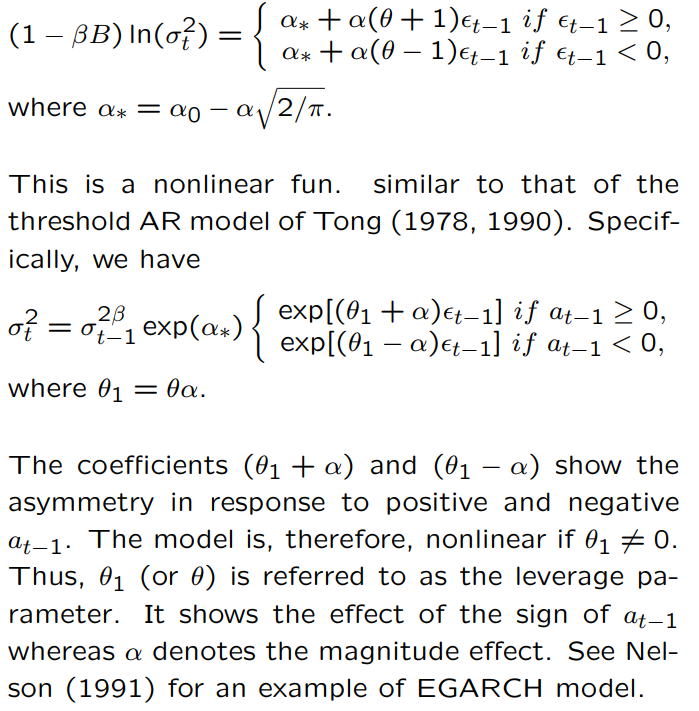 (1 − βB) ln(σ_t^2) = { α_* + α(θ + 1)ϵ_{t−1} if ϵ_{t−1} ≥ 0,
α_* + α(θ − 1)ϵ_{t−1} if ϵ_{t−1} < 0,
where α_* = α_0 − α√(2/π).
This is a nonlinear fun. similar to that of the
threshold AR model of Tong (1978, 1990). Specif-
ically, we have
σ_t^2 = σ_{t−1}^{2β} exp(α_*) { exp[(θ_1 + α)ϵ_{t−1}] if a_{t−1} ≥ 0,
exp[(θ_1 − α)ϵ_{t−1}] if a_{t−1} < 0,
where θ_1 = θα.
The coefficients (θ_1 + α) and (θ_1 − α) show the
asymmetry in response to positive and negative
a_{t−1}. The model is, therefore, nonlinear if θ_1 ≠ 0.
Thus, θ_1 (or θ) is referred to as the leverage pa-
rameter. It shows the effect of the sign of a_{t−1}
whereas α denotes the magnitude effect. See Nel-
son (1991) for an example of EGARCH model.